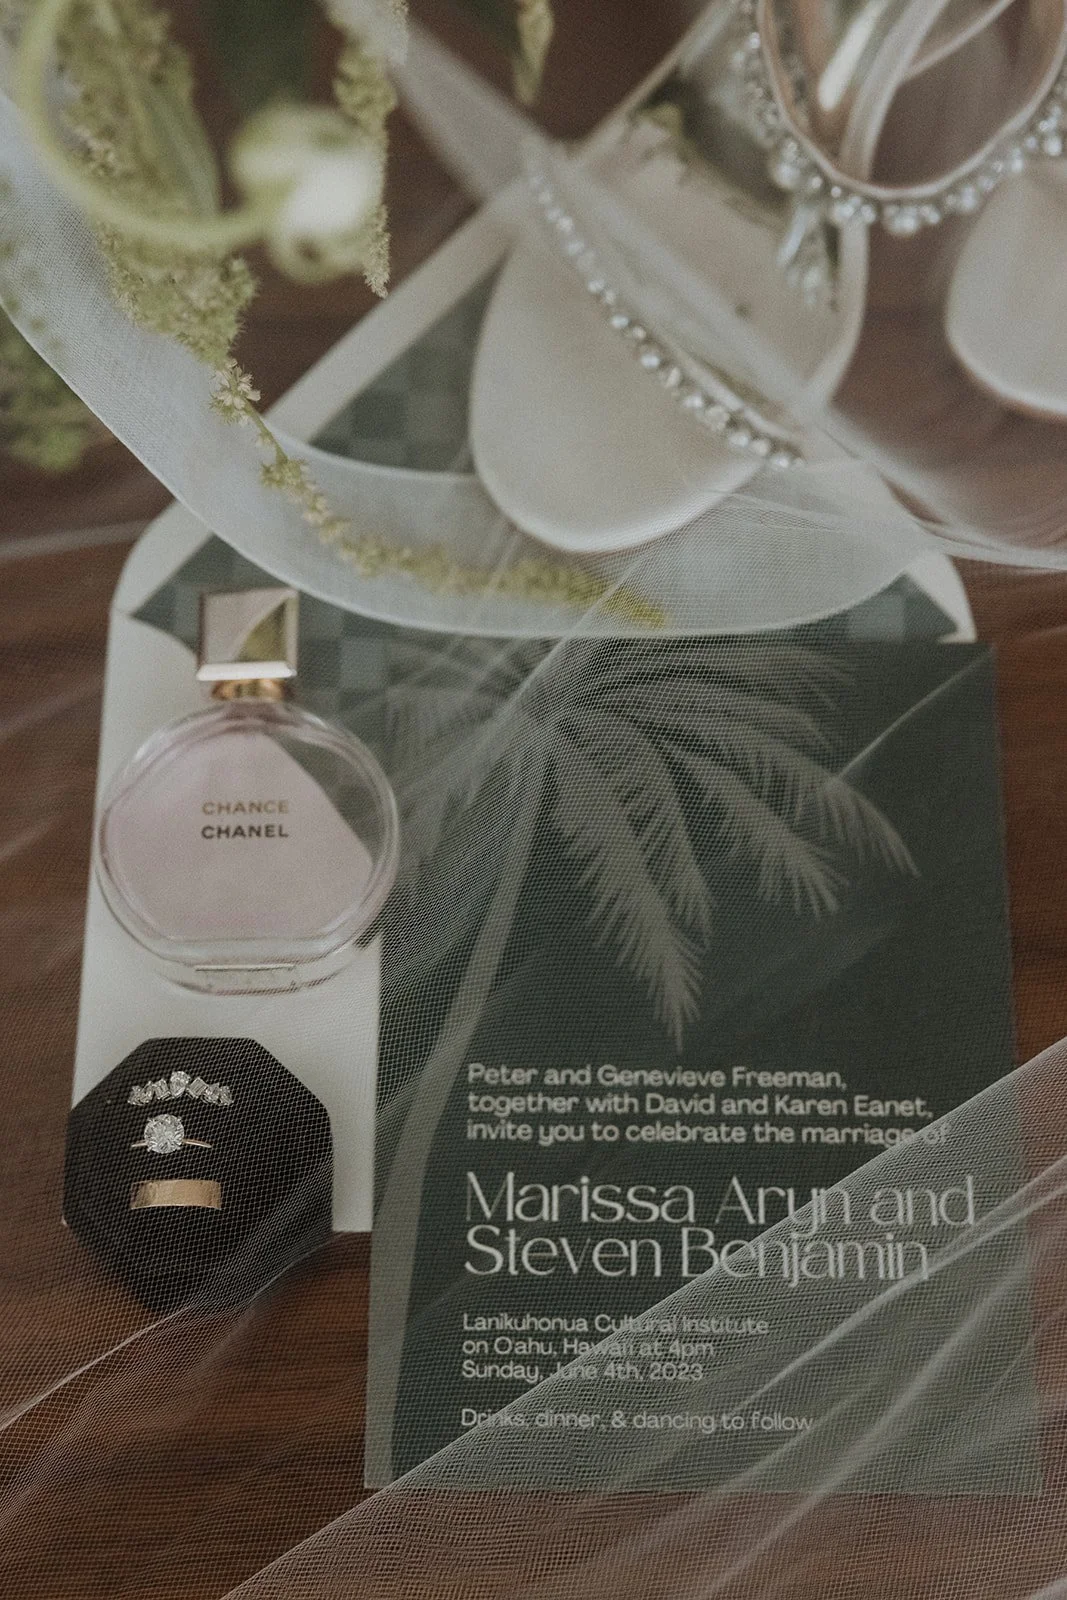 CHANCE
CHANEL
Peter and Genevieve Freeman,
together with David and Karen Eanet,
invite you to celebrate the marriage of
Marissa Aryn and
Steven Benjamin
Lanikuhonua Cultural Institute
on Oahu, Hawaii at 4pm
Sunday, June 4th, 2023
Drinks, dinner, & dancing to follow